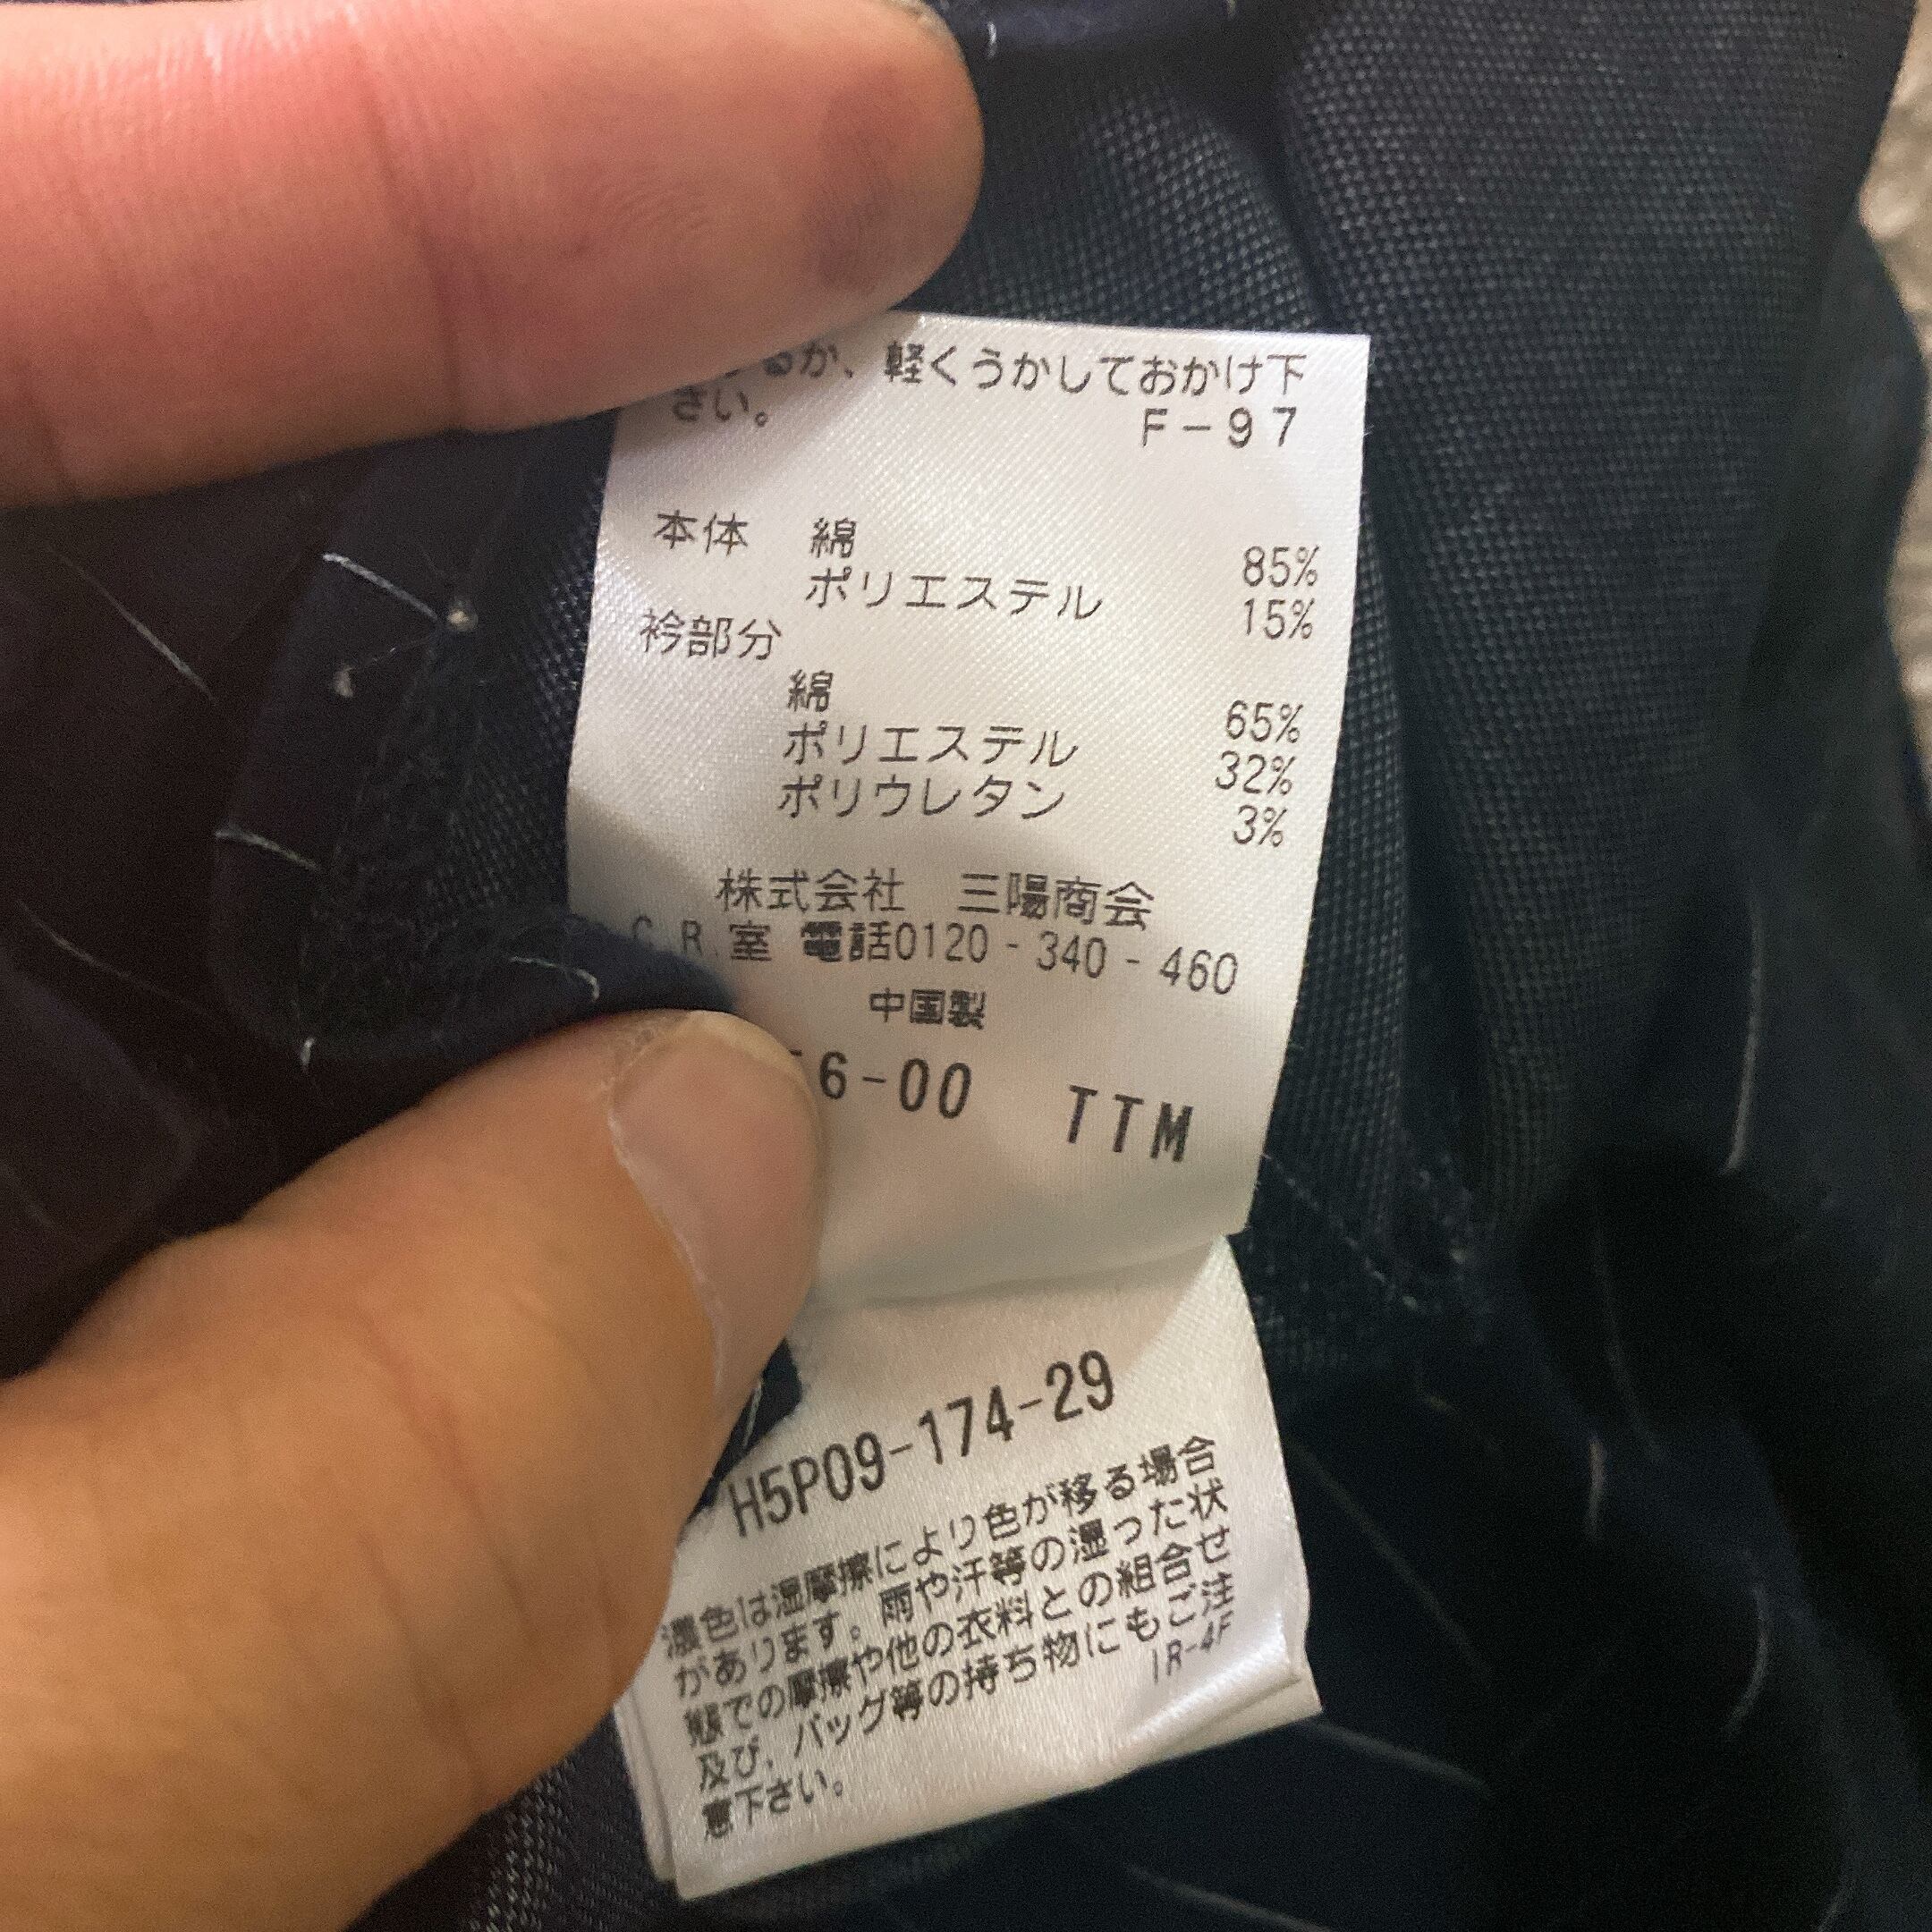 るか、軽くうかしておかけ下
さい。
F-97
本体 綿 85%
ポリエステル 15%
衿部分
綿 65%
ポリエステル 32%
ポリウレタン 3%
株式会社 三陽商会
C.R.室 電話0120-340-460
中国製
6-00 TTM
H5P09-174-29
濃色は湿摩擦により色が移る場合
があります。雨や汗等の湿った状
態での摩擦や他の衣料との組合せ
及び、バッグ等の持ち物にもご注
意下さい。
IR-4F